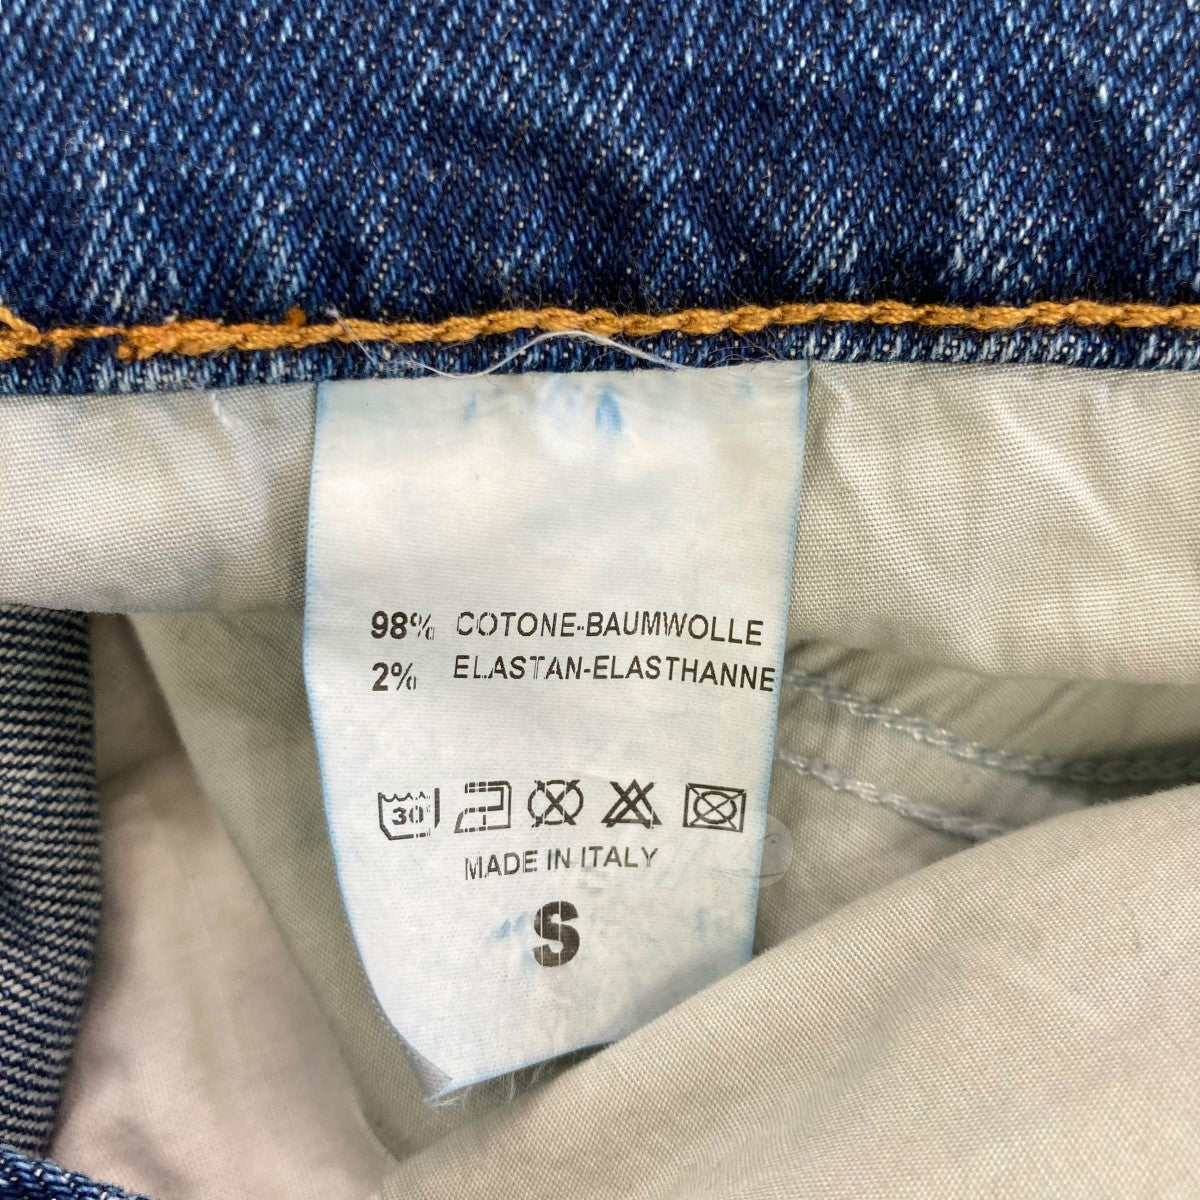 98% COTONE-BAUMWOLLE
2% ELASTAN-ELASTHANNE
30°
MADE IN ITALY
S